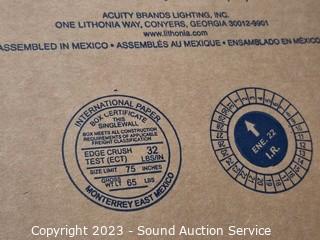 ACUITY BRANDS LIGHTING, INC.
ONE LITHONIA WAY, CONYERS, GEORGIA 30012-9901
www.lithonia.com
ASSEMBLED IN MEXICO • ASSEMBLÉS AU MEXIQUE • ENSAMBLADO EN MÉXICO
INTERNATIONAL PAPER
BOX CERTIFICATE
THIS
SINGLEWALL
BOX MEETS ALL CONSTRUCTION
REQUIREMENTS OF APPLICABLE
FREIGHT CLASSIFICATION
EDGE CRUSH TEST (ECT) 32 LBS/IN
SIZE LIMIT 75 INCHES
GROSS WT LT 65 LBS
MONTERREY EAST MEXICO
ENE. 22
I.R.
Copyright 2023 - Sound Auction Service